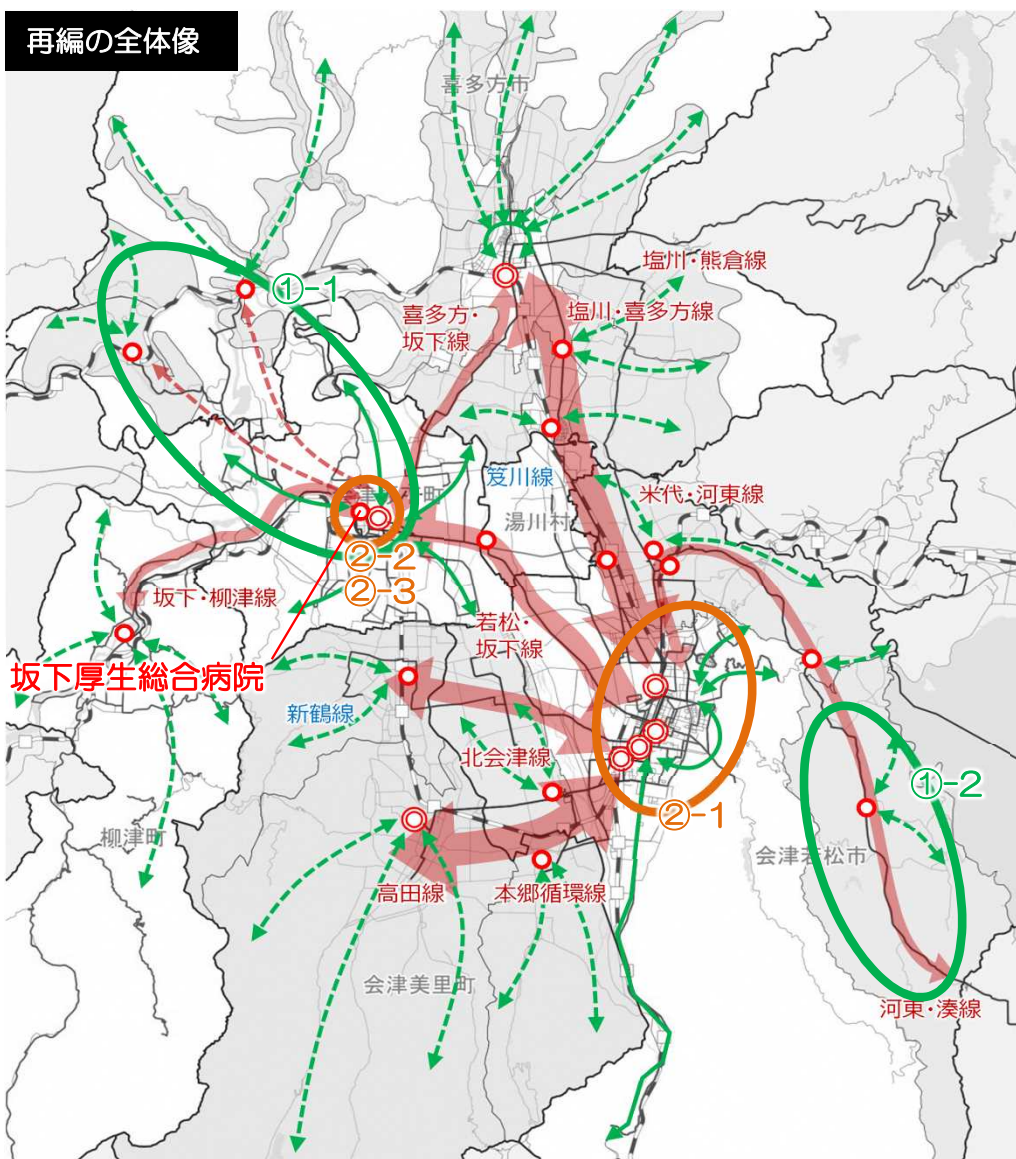 再編の全体像
喜多方市
①-1
塩川・熊倉線
喜多方・
坂下線
塩川・喜多方線
笈川線
湯川村
米代・河東線
②-2
②-3
坂下・柳津線
若松・
坂下線
坂下厚生総合病院
新鶴線
北会津線
②-1
①-2
柳津町
会津若松市
高田線
本郷循環線
会津美里町
河東・湊線